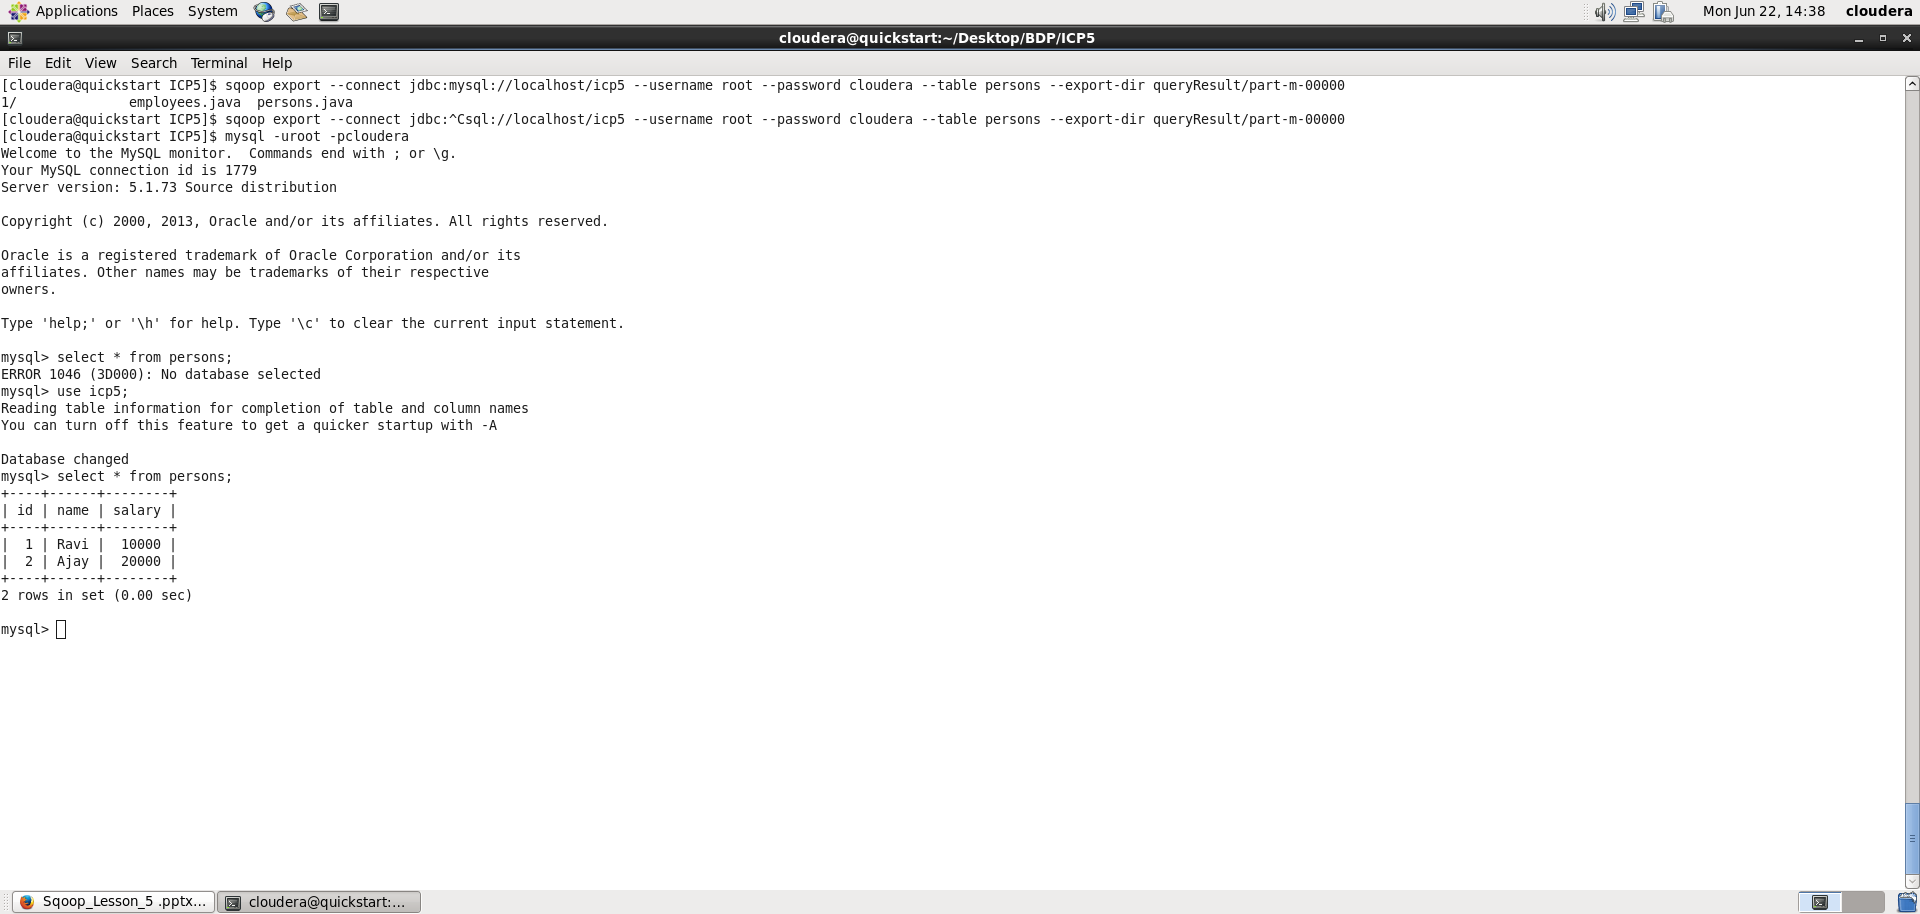 Applications Places System Mon Jun 22, 14:38 cloudera
cloudera@quickstart:~/Desktop/BDP/ICP5
File Edit View Search Terminal Help
[cloudera@quickstart ICP5]$ sqoop export --connect jdbc:mysql://localhost/icp5 --username root --password cloudera --table persons --export-dir queryResult/part-m-00000
1/              employees.java  persons.java
[cloudera@quickstart ICP5]$ sqoop export --connect jdbc:^Csql://localhost/icp5 --username root --password cloudera --table persons --export-dir queryResult/part-m-00000
[cloudera@quickstart ICP5]$ mysql -uroot -pcloudera
Welcome to the MySQL monitor.  Commands end with ; or \g.
Your MySQL connection id is 1779
Server version: 5.1.73 Source distribution
Copyright (c) 2000, 2013, Oracle and/or its affiliates. All rights reserved.
Oracle is a registered trademark of Oracle Corporation and/or its
affiliates. Other names may be trademarks of their respective
owners.
Type 'help;' or '\h' for help. Type '\c' to clear the current input statement.
mysql> select * from persons;
ERROR 1046 (3D000): No database selected
mysql> use icp5;
Reading table information for completion of table and column names
You can turn off this feature to get a quicker startup with -A
Database changed
mysql> select * from persons;
+----+------+--------+
| id | name | salary |
+----+------+--------+
|  1 | Ravi |  10000 |
|  2 | Ajay |  20000 |
+----+------+--------+
2 rows in set (0.00 sec)
mysql>
Sqoop_Lesson_5 .pptx... cloudera@quickstart:...